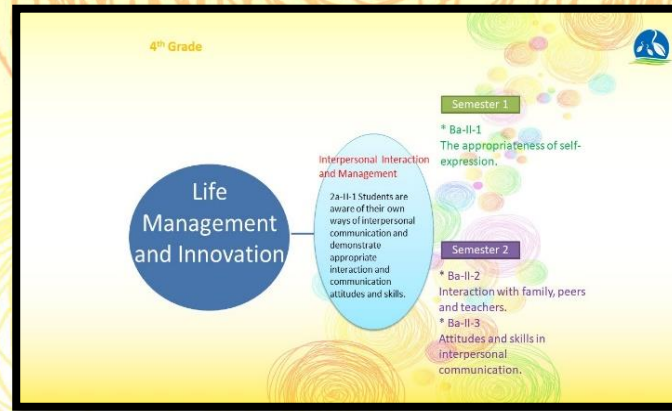 4th Grade
Life
Management
and Innovation
Interpersonal Interaction
and Management
2a-II-1 Students are
aware of their own
ways of interpersonal
communication and
demonstrate
appropriate
interaction and
communication
attitudes and skills.
Semester 1
* Ba-II-1
The appropriateness of self-
expression.
Semester 2
* Ba-II-2
Interaction with family, peers
and teachers.
* Ba-II-3
Attitudes and skills in
interpersonal
communication.